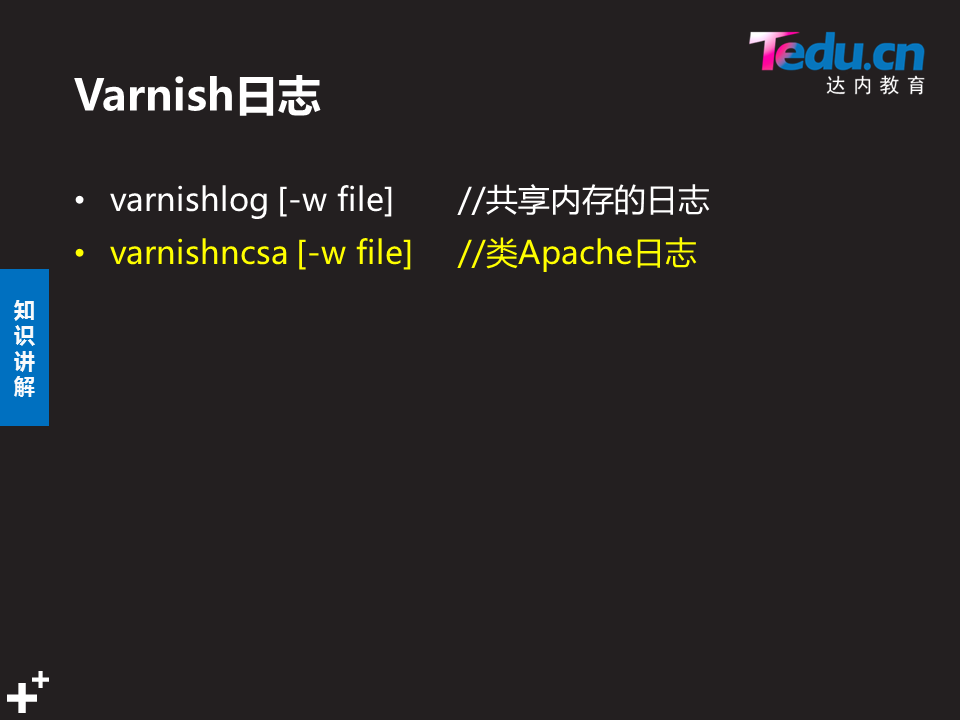 Tedu.cn
达内教育
Varnish日志
• varnishlog [-w file] //共享内存的日志
• varnishncsa [-w file] //类Apache日志
知
识
讲
解